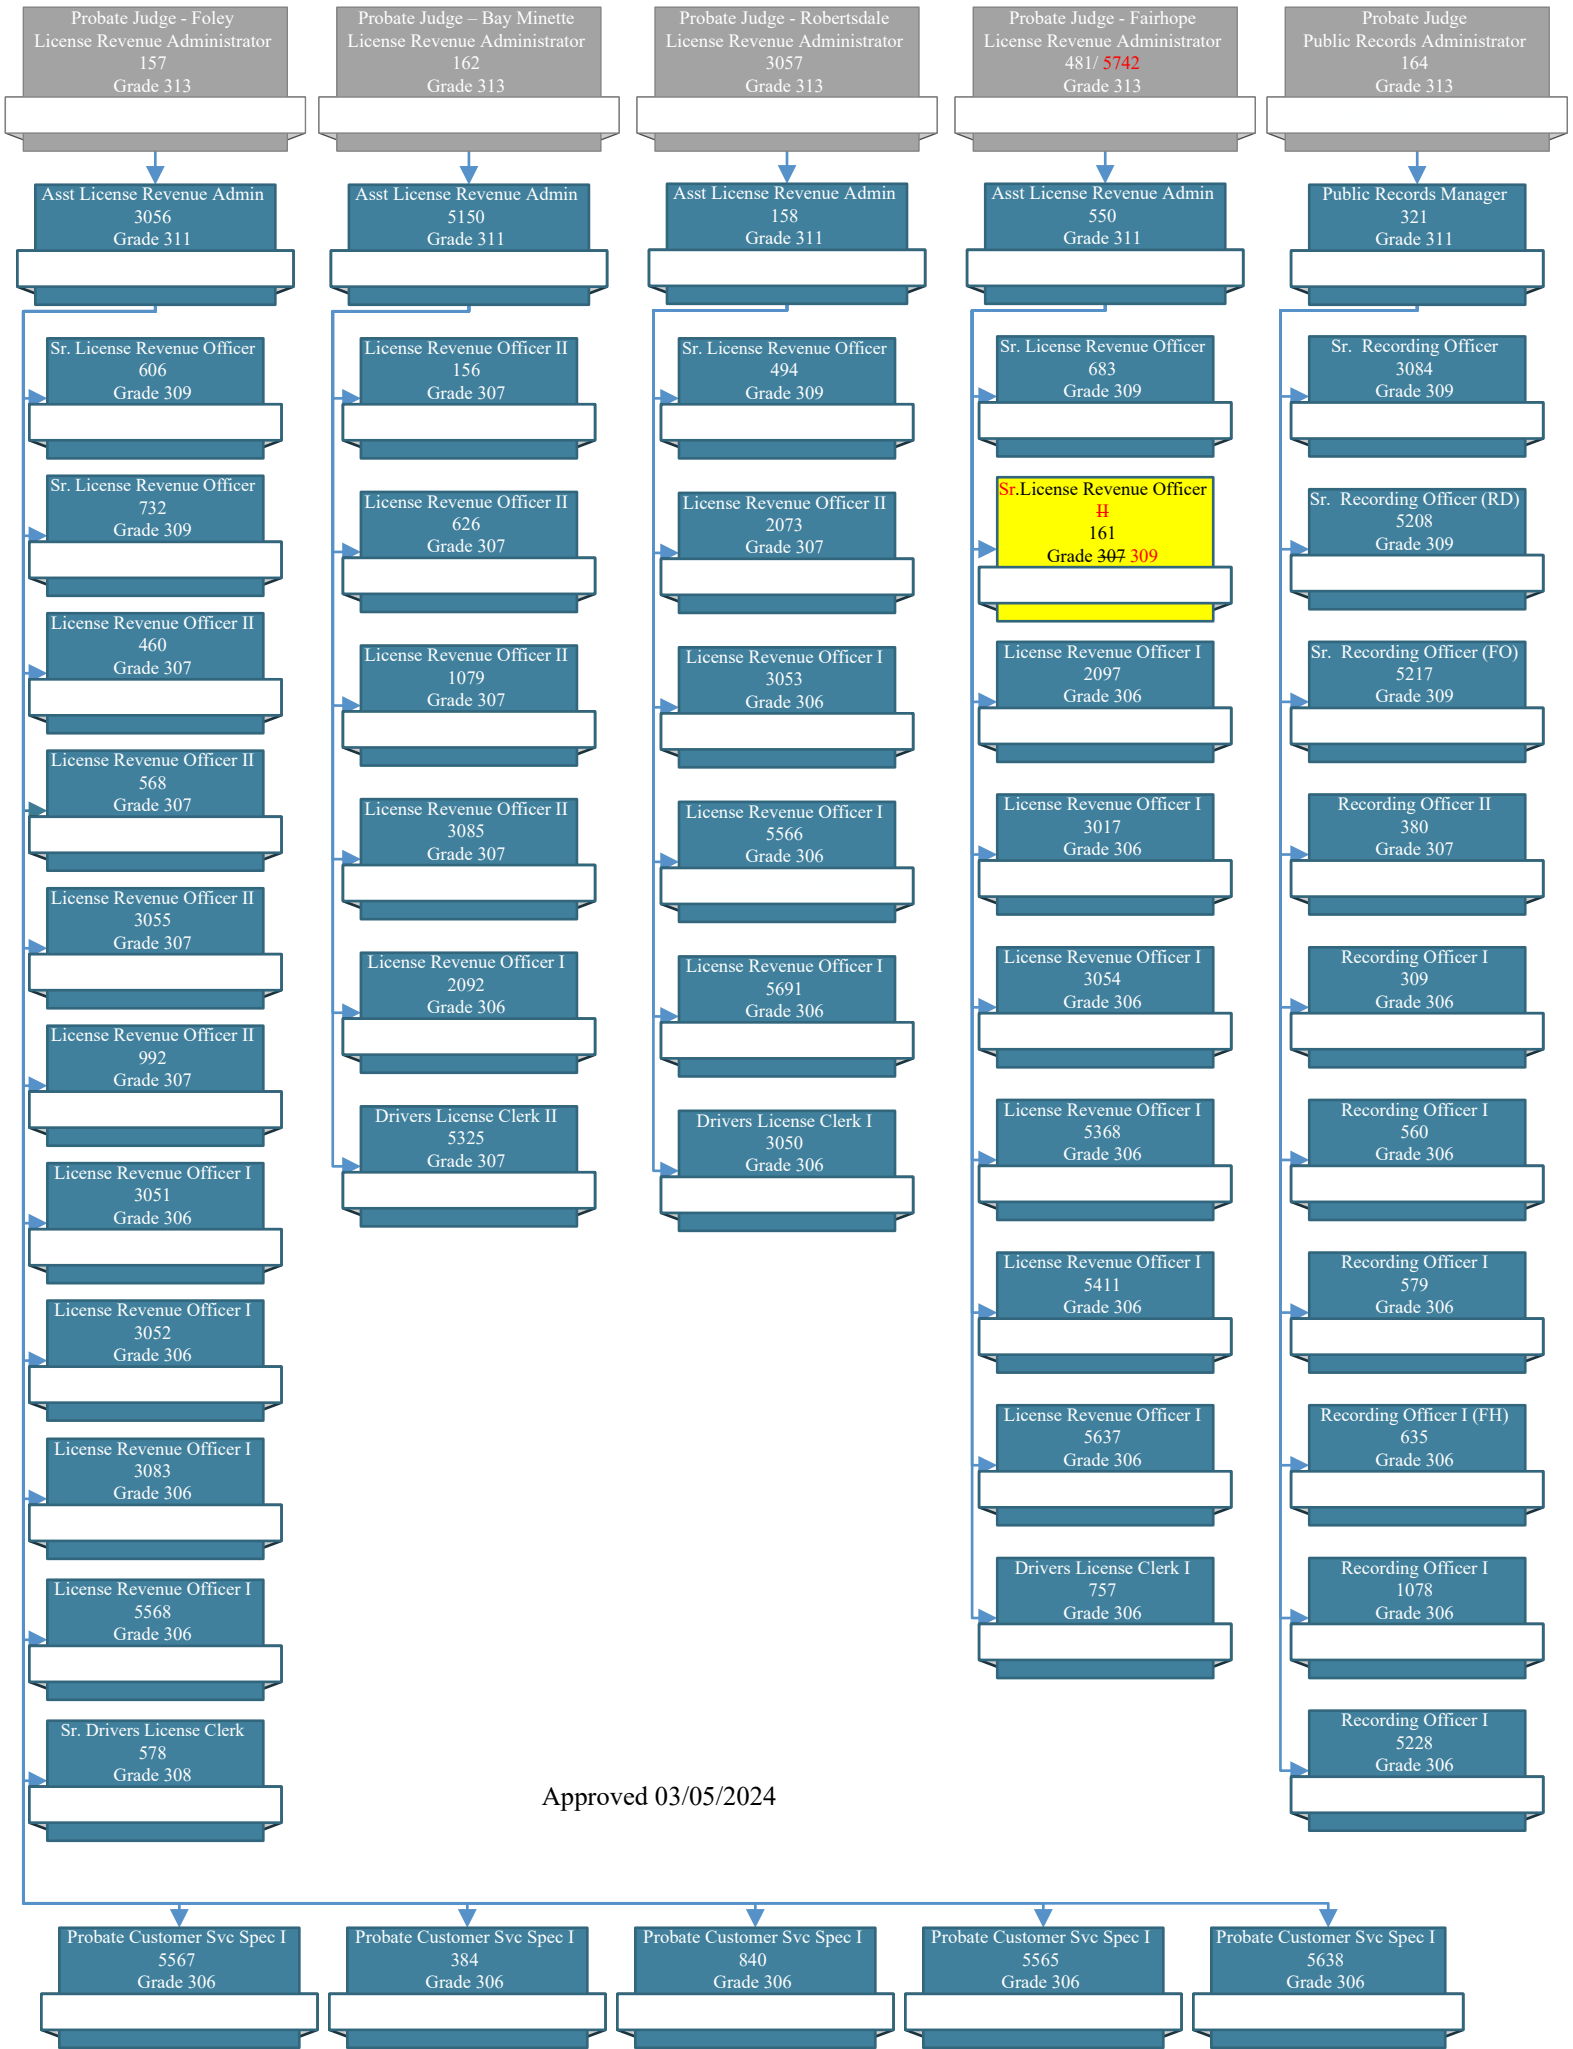 Probate Judge - Foley
License Revenue Administrator
157
Grade 313
Probate Judge – Bay Minette
License Revenue Administrator
162
Grade 313
Probate Judge - Robertsdale
License Revenue Administrator
3057
Grade 313
Probate Judge - Fairhope
License Revenue Administrator
481/ 5742
Grade 313
Probate Judge
Public Records Administrator
164
Grade 313
Asst License Revenue Admin
3056
Grade 311
Asst License Revenue Admin
5150
Grade 311
Asst License Revenue Admin
158
Grade 311
Asst License Revenue Admin
550
Grade 311
Public Records Manager
321
Grade 311
Sr. License Revenue Officer
606
Grade 309
Sr. License Revenue Officer
732
Grade 309
License Revenue Officer II
460
Grade 307
License Revenue Officer II
568
Grade 307
License Revenue Officer II
3055
Grade 307
License Revenue Officer II
992
Grade 307
License Revenue Officer I
3051
Grade 306
License Revenue Officer I
3052
Grade 306
License Revenue Officer I
3083
Grade 306
License Revenue Officer I
5568
Grade 306
Sr. Drivers License Clerk
578
Grade 308
License Revenue Officer II
156
Grade 307
License Revenue Officer II
626
Grade 307
License Revenue Officer II
1079
Grade 307
License Revenue Officer II
3085
Grade 307
License Revenue Officer I
2092
Grade 306
Drivers License Clerk II
5325
Grade 307
Sr. License Revenue Officer
494
Grade 309
License Revenue Officer II
2073
Grade 307
License Revenue Officer I
3053
Grade 306
License Revenue Officer I
5566
Grade 306
License Revenue Officer I
5691
Grade 306
Drivers License Clerk I
3050
Grade 306
Sr. License Revenue Officer
683
Grade 309
Sr.License Revenue Officer
II
161
Grade 307 309
License Revenue Officer I
2097
Grade 306
License Revenue Officer I
3017
Grade 306
License Revenue Officer I
3054
Grade 306
License Revenue Officer I
5368
Grade 306
License Revenue Officer I
5411
Grade 306
License Revenue Officer I
5637
Grade 306
Drivers License Clerk I
757
Grade 306
Sr. Recording Officer
3084
Grade 309
Sr. Recording Officer (RD)
5208
Grade 309
Sr. Recording Officer (FO)
5217
Grade 309
Recording Officer II
380
Grade 307
Recording Officer I
309
Grade 306
Recording Officer I
560
Grade 306
Recording Officer I
579
Grade 306
Recording Officer I (FH)
635
Grade 306
Recording Officer I
1078
Grade 306
Recording Officer I
5228
Grade 306
Approved 03/05/2024
Probate Customer Svc Spec I
5567
Grade 306
Probate Customer Svc Spec I
384
Grade 306
Probate Customer Svc Spec I
840
Grade 306
Probate Customer Svc Spec I
5565
Grade 306
Probate Customer Svc Spec I
5638
Grade 306